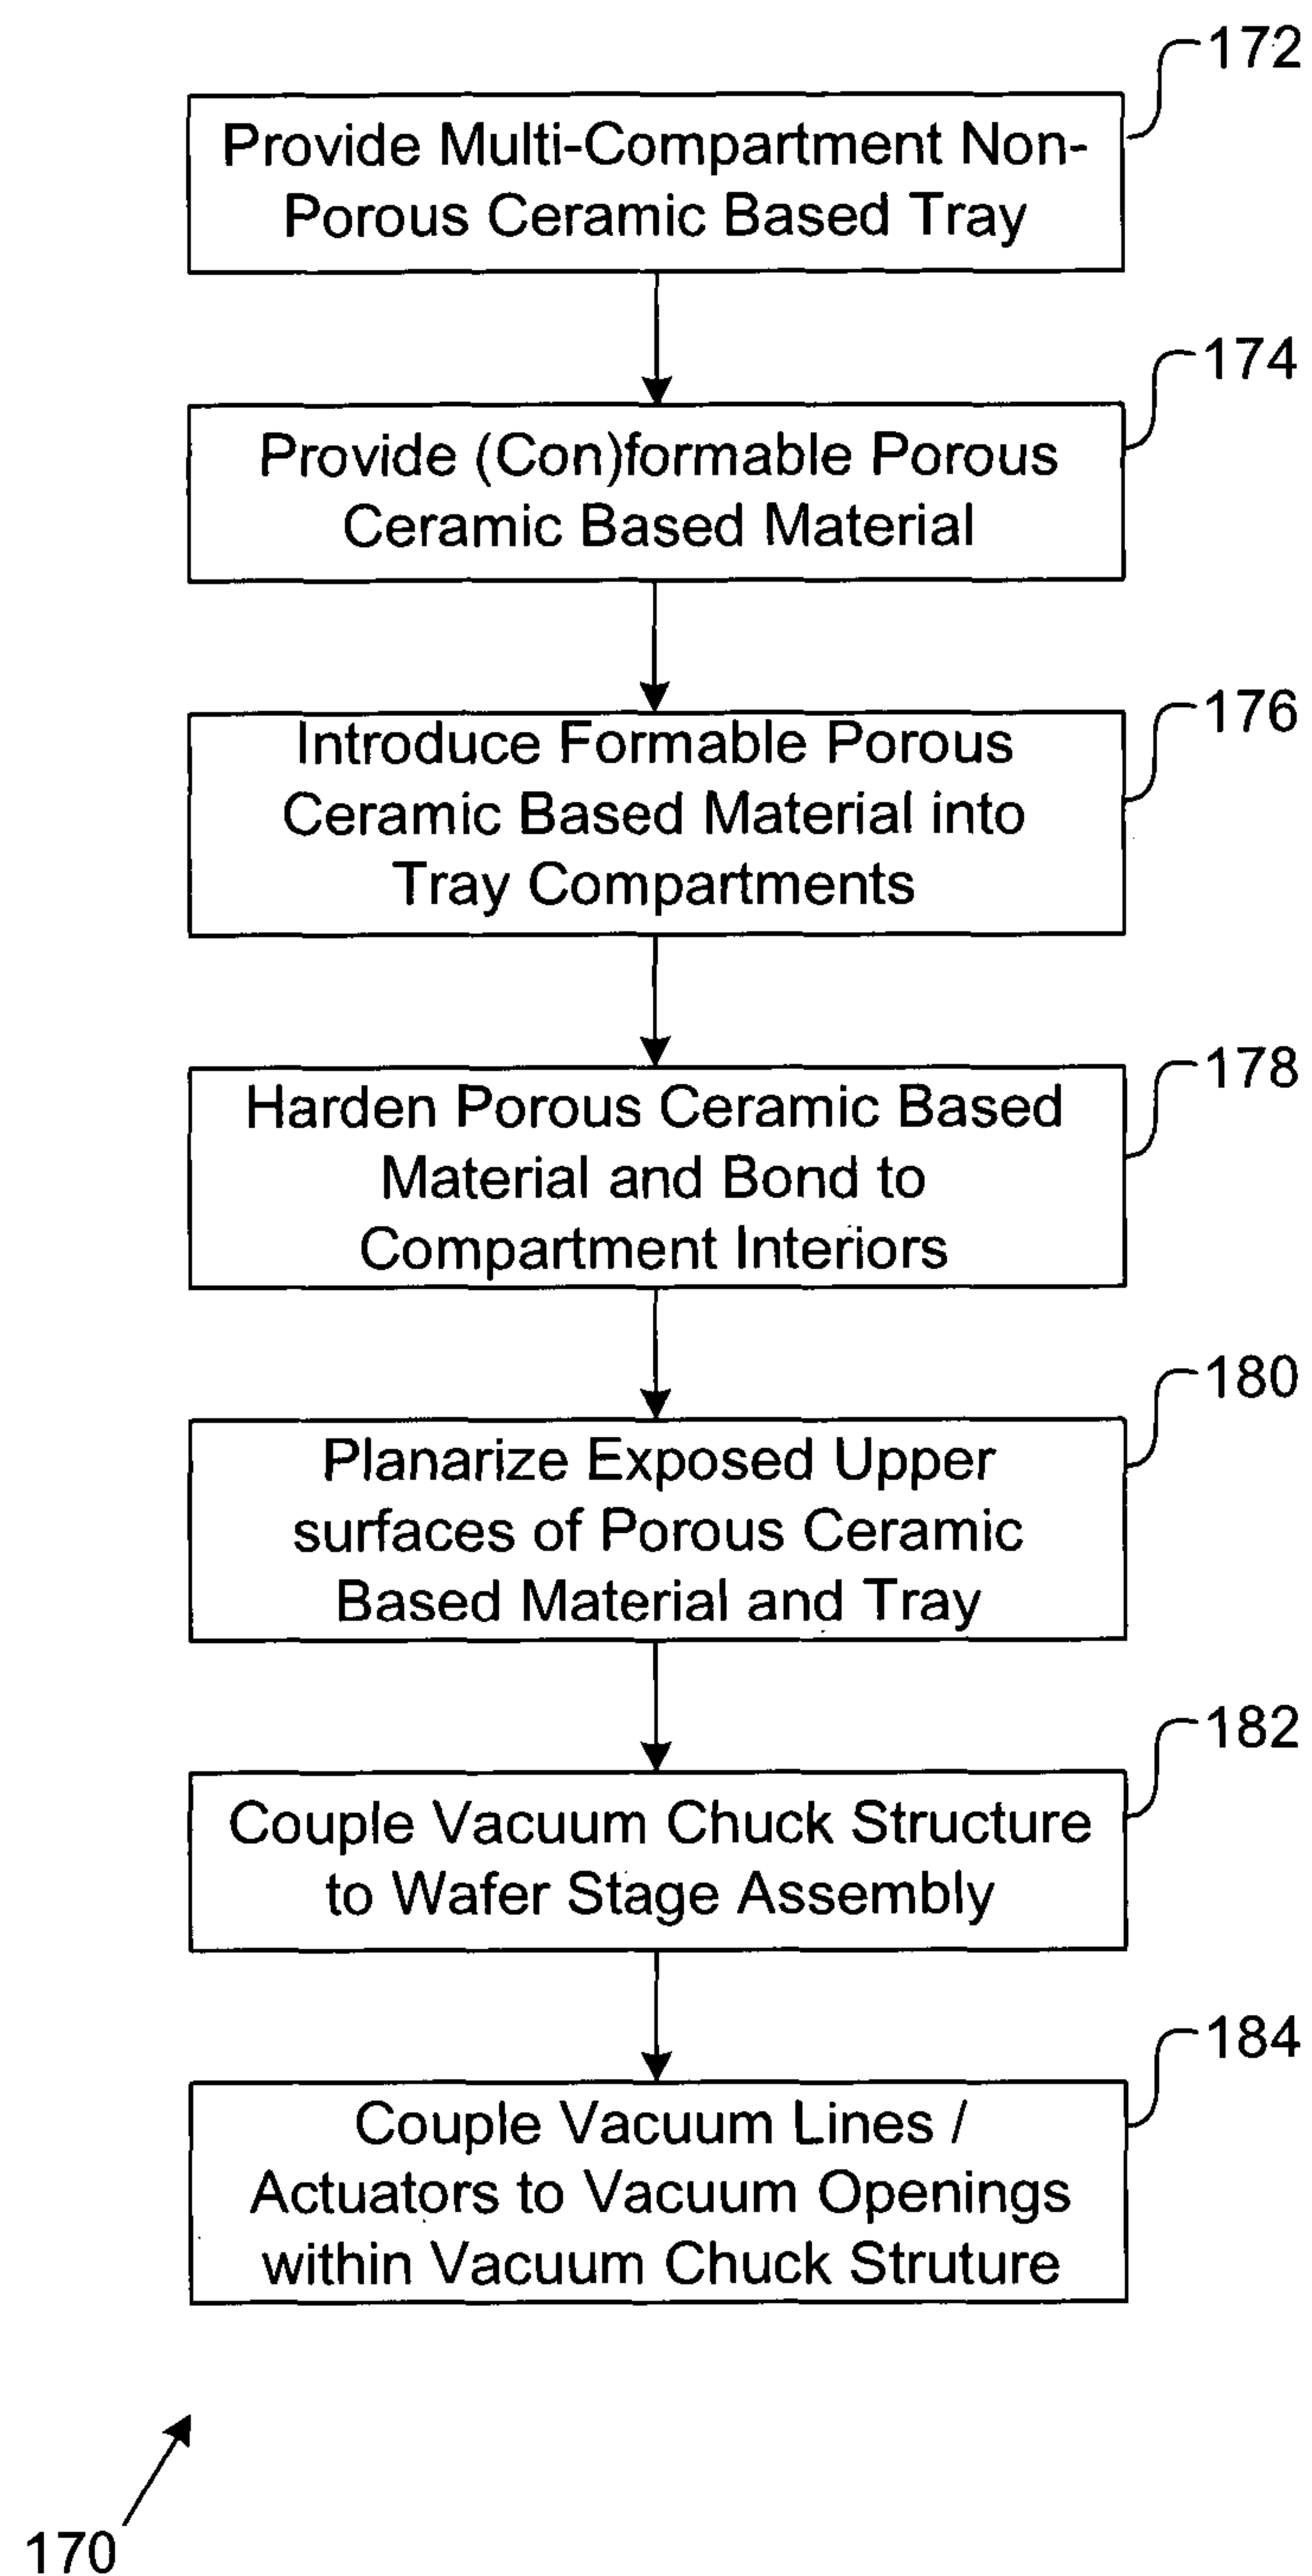 172
Provide Multi-Compartment Non-
Porous Ceramic Based Tray
174
Provide (Con)formable Porous
Ceramic Based Material
176
Introduce Formable Porous
Ceramic Based Material into
Tray Compartments
178
Harden Porous Ceramic Based
Material and Bond to
Compartment Interiors
180
Planarize Exposed Upper
surfaces of Porous Ceramic
Based Material and Tray
182
Couple Vacuum Chuck Structure
to Wafer Stage Assembly
184
Couple Vacuum Lines /
Actuators to Vacuum Openings
within Vacuum Chuck Struture
170